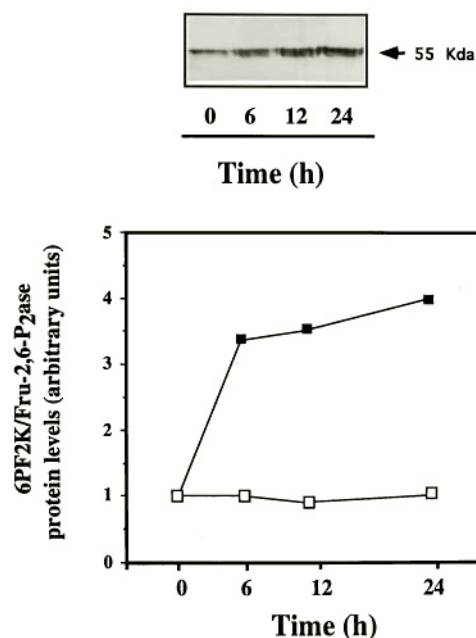 55 Kda
0 6 12 24
Time (h)
6PF2K/Fru-2,6-P2ase
protein levels (arbitrary units)
5
4
3
2
1
0
0 6 12 24
Time (h)